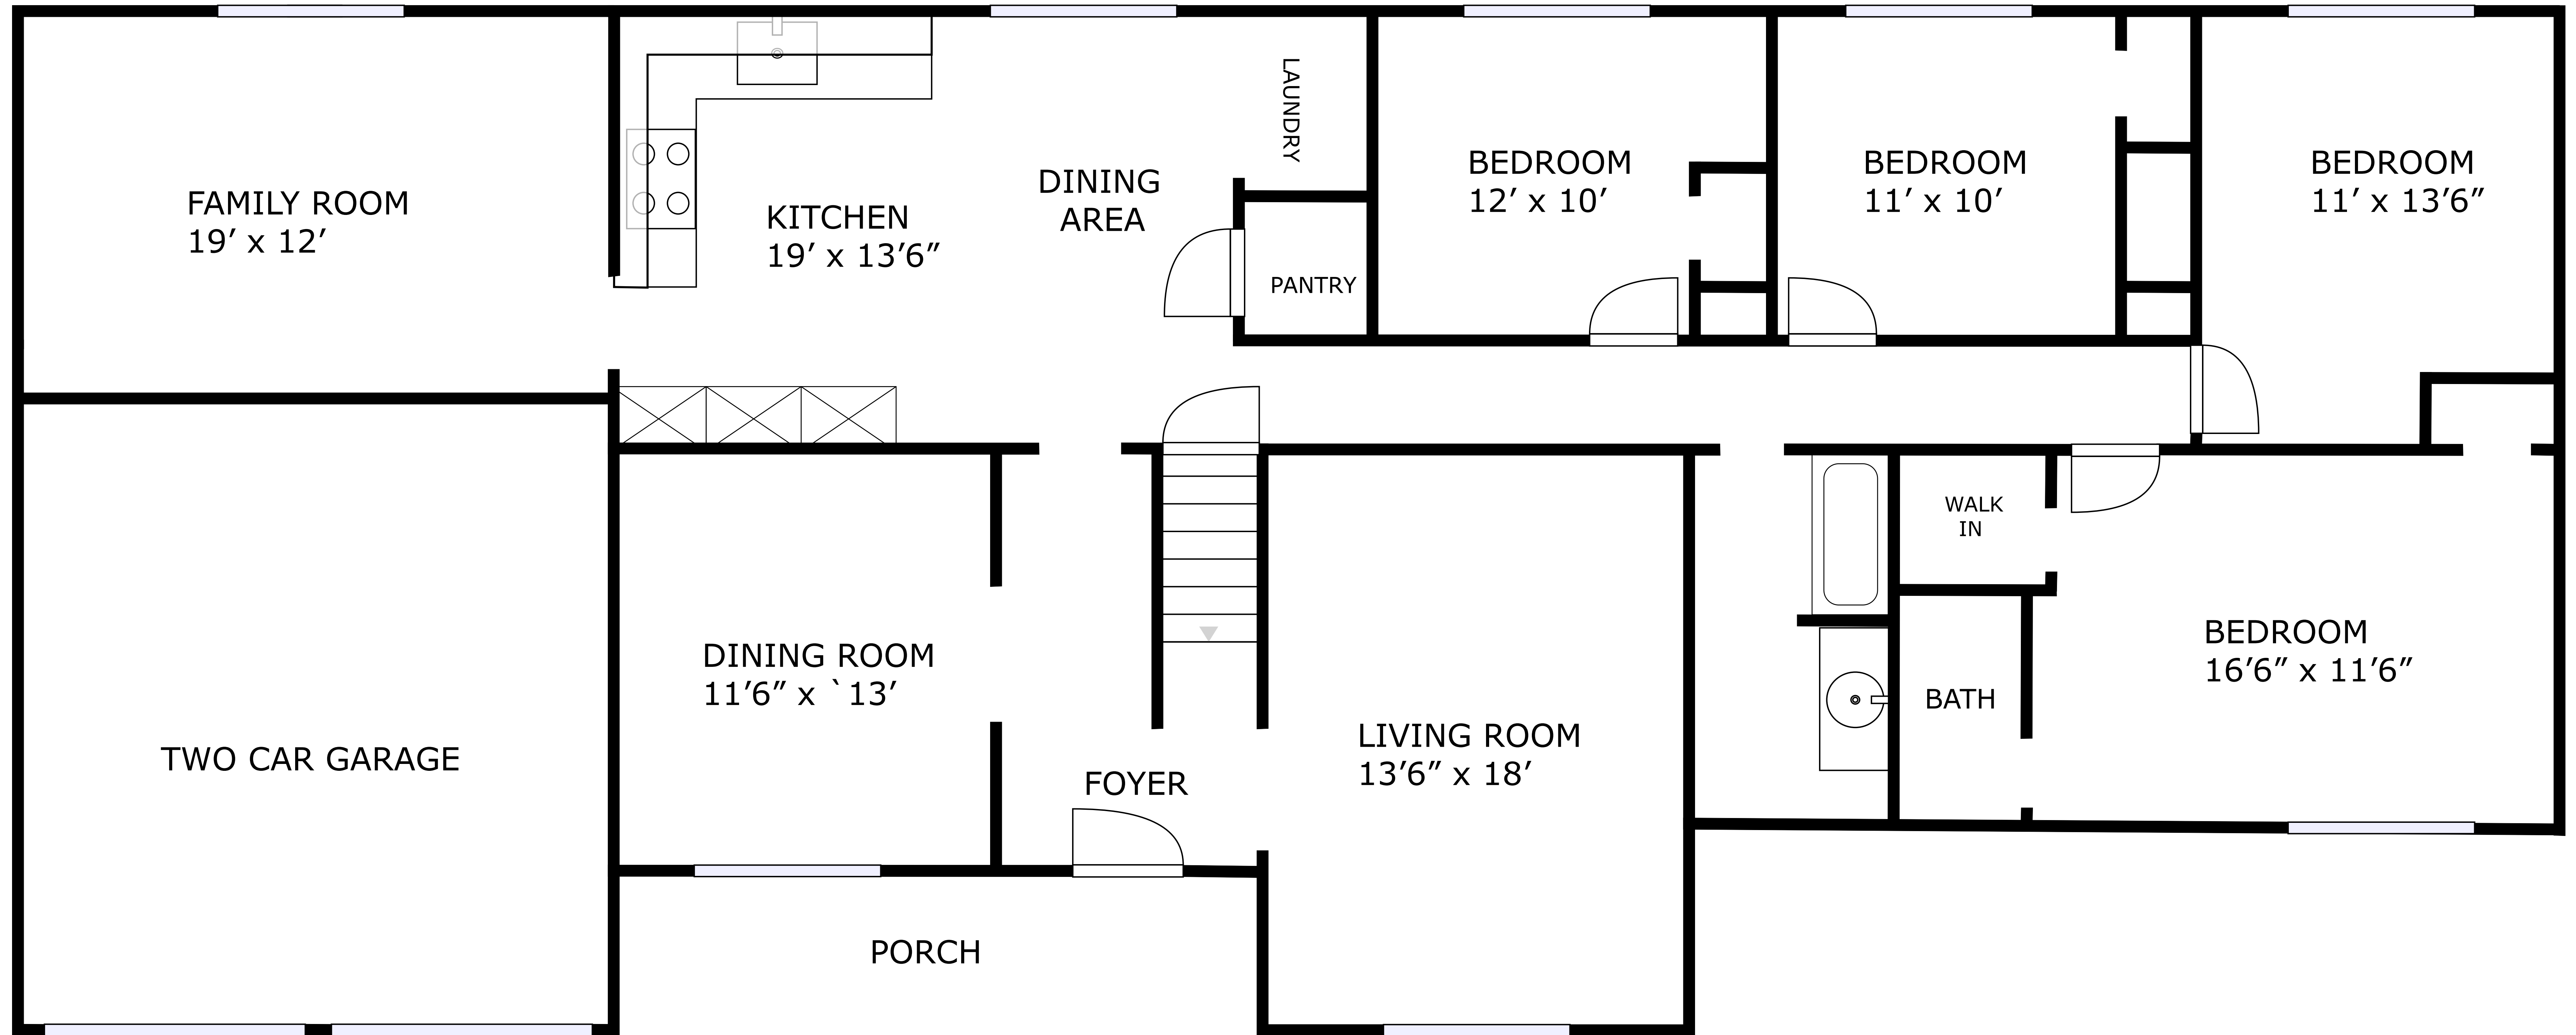 FAMILY ROOM
19′ x 12′
KITCHEN
19′ x 13′6″
DINING
AREA
LAUNDRY
PANTRY
BEDROOM
12′ x 10′
BEDROOM
11′ x 10′
BEDROOM
11′ x 13′6″
TWO CAR GARAGE
DINING ROOM
11′6″ x `13′
FOYER
PORCH
LIVING ROOM
13′6″ x 18′
WALK
IN
BATH
BEDROOM
16′6″ x 11′6″